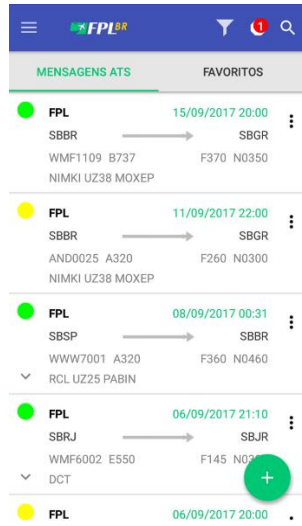 FPLBR
1
MENSAGENS ATS FAVORITOS
FPL 15/09/2017 20:00
SBBR SBGR
WMF1109 B737 F370 N0350
NIMKI UZ38 MOXEP
FPL 11/09/2017 22:00
SBBR SBGR
AND0025 A320 F260 N0300
NIMKI UZ38 MOXEP
FPL 08/09/2017 00:31
SBSP SBBR
WWW7001 A320 F360 N0460
RCL UZ25 PABIN
FPL 06/09/2017 21:10
SBRJ SBJR
WMF6002 E550 F145
DCT
FPL 06/09/2017 20:00